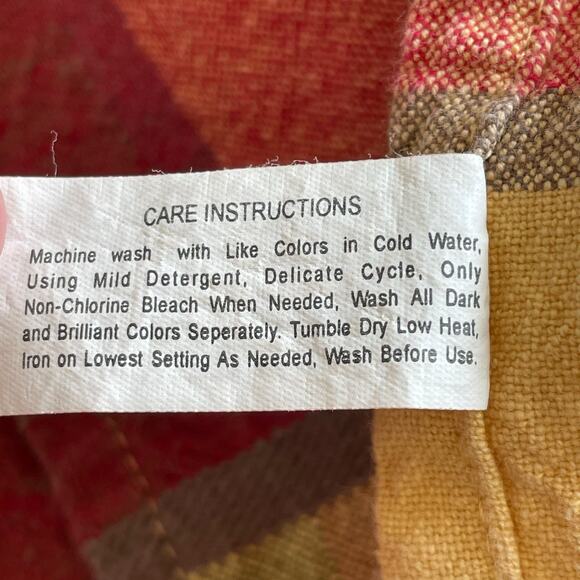 CARE INSTRUCTIONS
Machine wash with Like Colors in Cold Water,
Using Mild Detergent, Delicate Cycle, Only
Non-Chlorine Bleach When Needed, Wash All Dark
and Brilliant Colors Seperately. Tumble Dry Low Heat,
Iron on Lowest Setting As Needed, Wash Before Use.